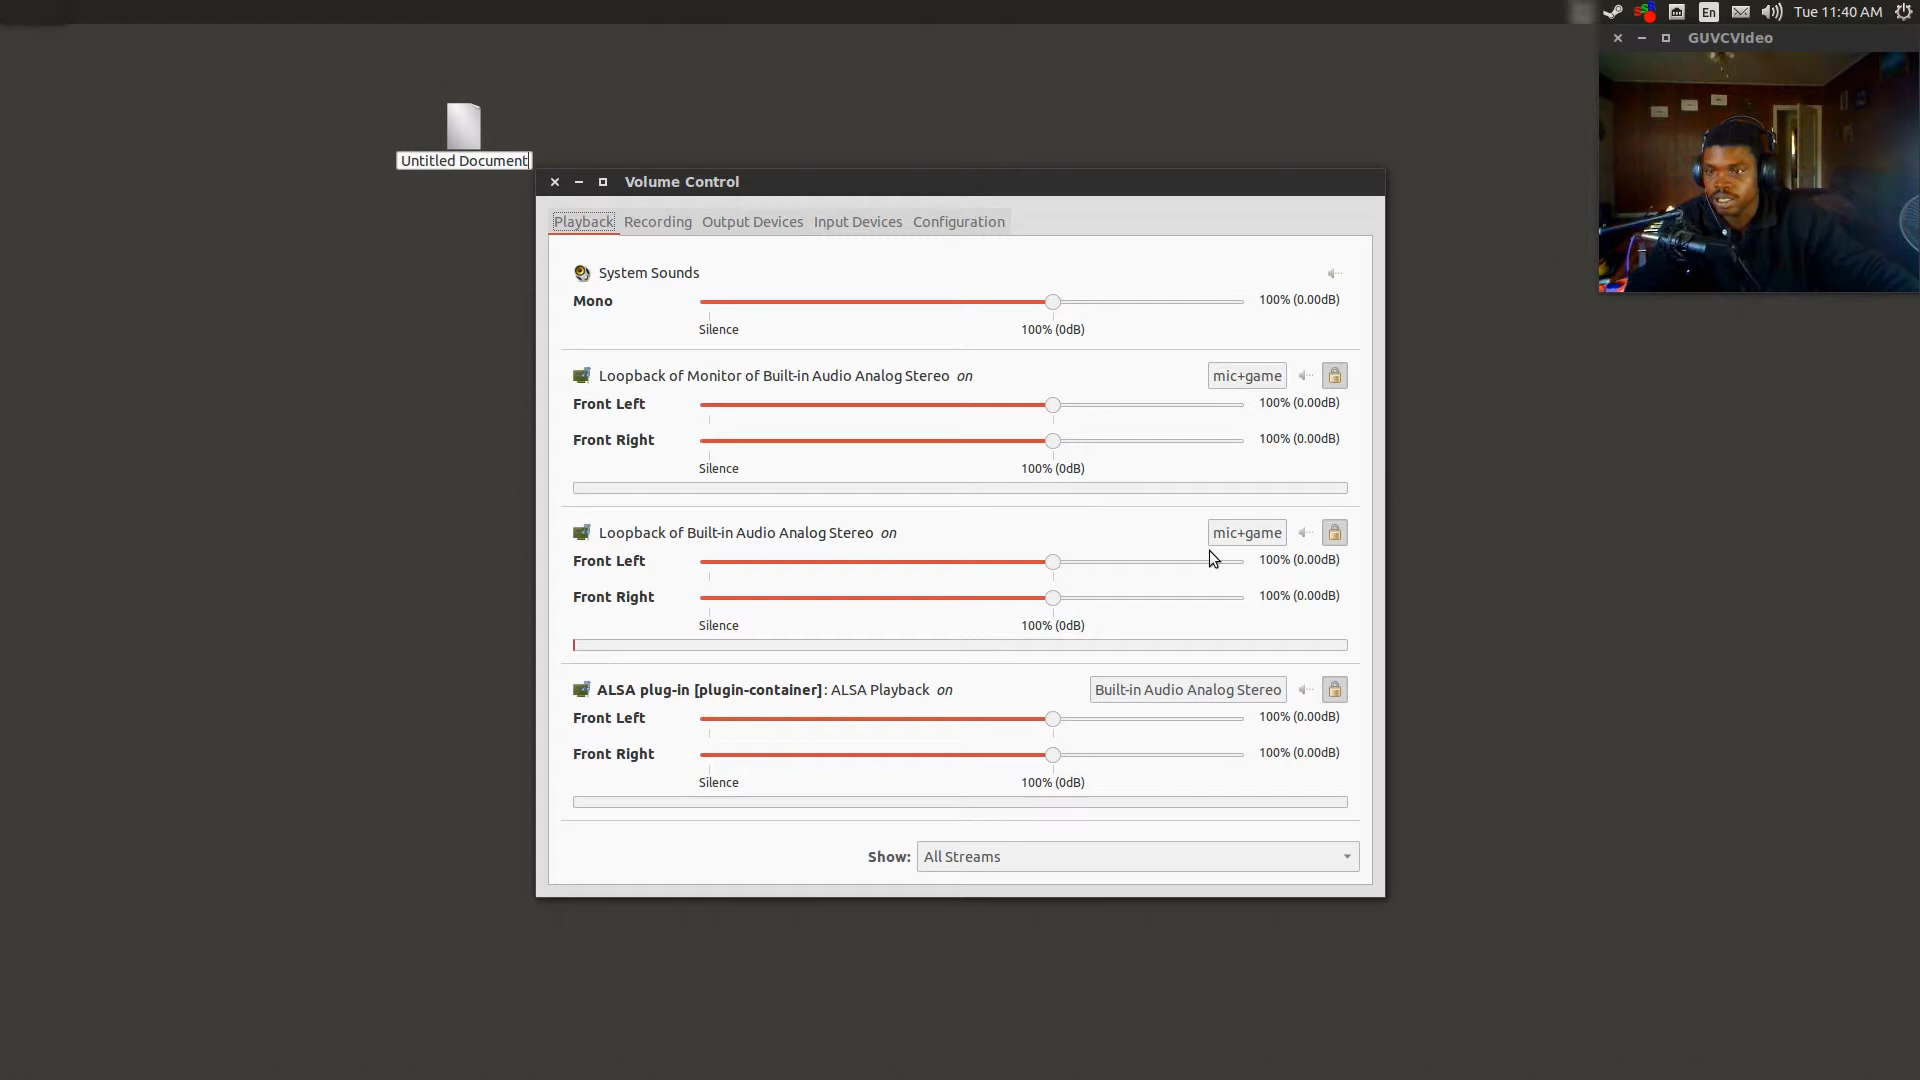 En Tue 11:40 AM
GUVCVIdeo
Untitled Document
Volume Control
Playback Recording Output Devices Input Devices Configuration
System Sounds
Mono 100% (0.00dB)
Silence 100% (0dB)
Loopback of Monitor of Built-in Audio Analog Stereo on mic+game
Front Left 100% (0.00dB)
Front Right 100% (0.00dB)
Silence 100% (0dB)
Loopback of Built-in Audio Analog Stereo on mic+game
Front Left 100% (0.00dB)
Front Right 100% (0.00dB)
Silence 100% (0dB)
ALSA plug-in [plugin-container]: ALSA Playback on Built-in Audio Analog Stereo
Front Left 100% (0.00dB)
Front Right 100% (0.00dB)
Silence 100% (0dB)
Show: All Streams